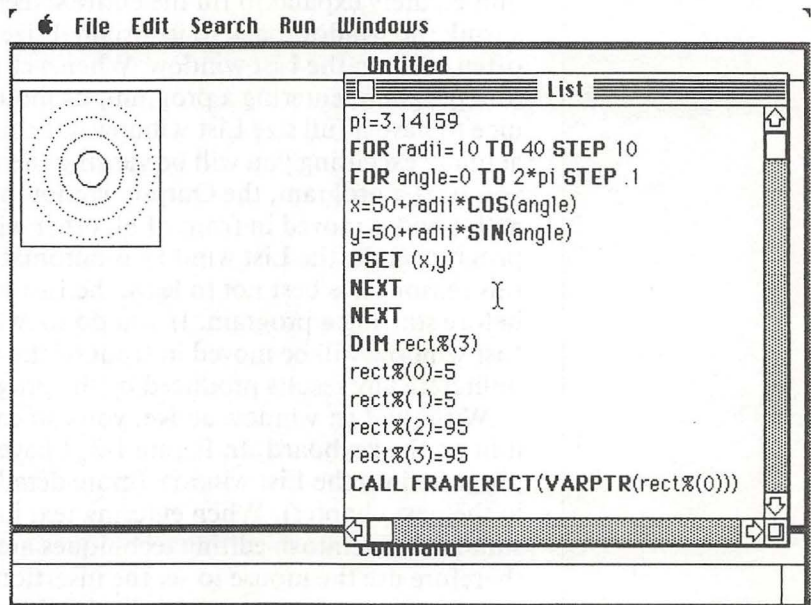 File Edit Search Run Windows
Untitled
List
pi=3.14159
FOR radii=10 TO 40 STEP 10
FOR angle=0 TO 2*pi STEP .1
x=50+radii*COS(angle)
y=50+radii*SIN(angle)
PSET (x,y)
NEXT
NEXT
DIM rect%(3)
rect%(0)=5
rect%(1)=5
rect%(2)=95
rect%(3)=95
CALL FRAMERECT(VARPTR(rect%(0)))
Command